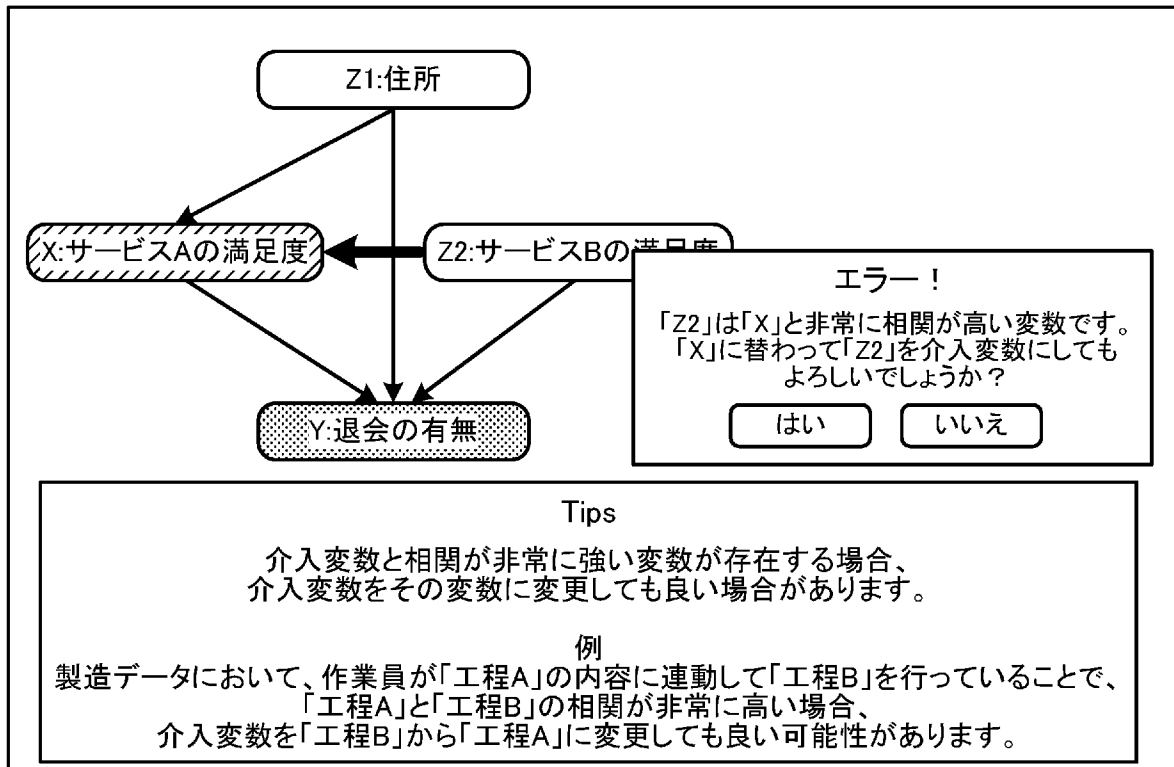 Z1:住所
X:サービスAの満足度
Z2:サービスBの満足度
エラー！
「Z2」は「X」と非常に相関が高い変数です。
「X」に替わって「Z2」を介入変数にしても
よろしいでしょうか？
はい
いいえ
Y:退会の有無
Tips
介入変数と相関が非常に強い変数が存在する場合、
介入変数をその変数に変更しても良い場合があります。
例
製造データにおいて、作業員が「工程A」の内容に連動して「工程B」を行っていることで、
「工程A」と「工程B」の相関が非常に高い場合、
介入変数を「工程B」から「工程A」に変更しても良い可能性があります。